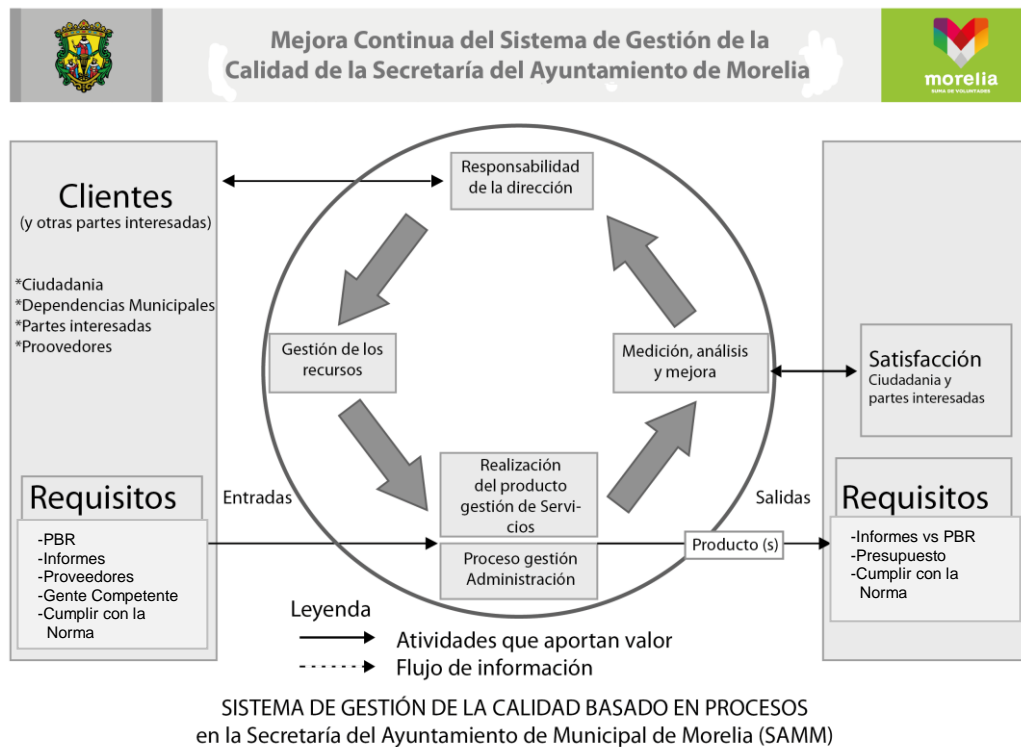 Mejora Continua del Sistema de Gestión de la
Calidad de la Secretaría del Ayuntamiento de Morelia
morelia
SUMA DE VOLUNTADES
Clientes
(y otras partes interesadas)
*Ciudadania
*Dependencias Municipales
*Partes interesadas
*Proovedores
Requisitos
-PBR
-Informes
-Proveedores
-Gente Competente
-Cumplir con la
Norma
Entradas
Responsabilidad
de la dirección
Gestión de los
recursos
Medición, análisis
y mejora
Realización
del producto
gestión de Servi-
cios
Proceso gestión
Administración
Salidas
Producto (s)
Satisfacción
Ciudadania y
partes interesadas
Requisitos
-Informes vs PBR
-Presupuesto
-Cumplir con la
Norma
Leyenda
Atividades que aportan valor
Flujo de información
SISTEMA DE GESTIÓN DE LA CALIDAD BASADO EN PROCESOS
en la Secretaría del Ayuntamiento de Municipal de Morelia (SAMM)